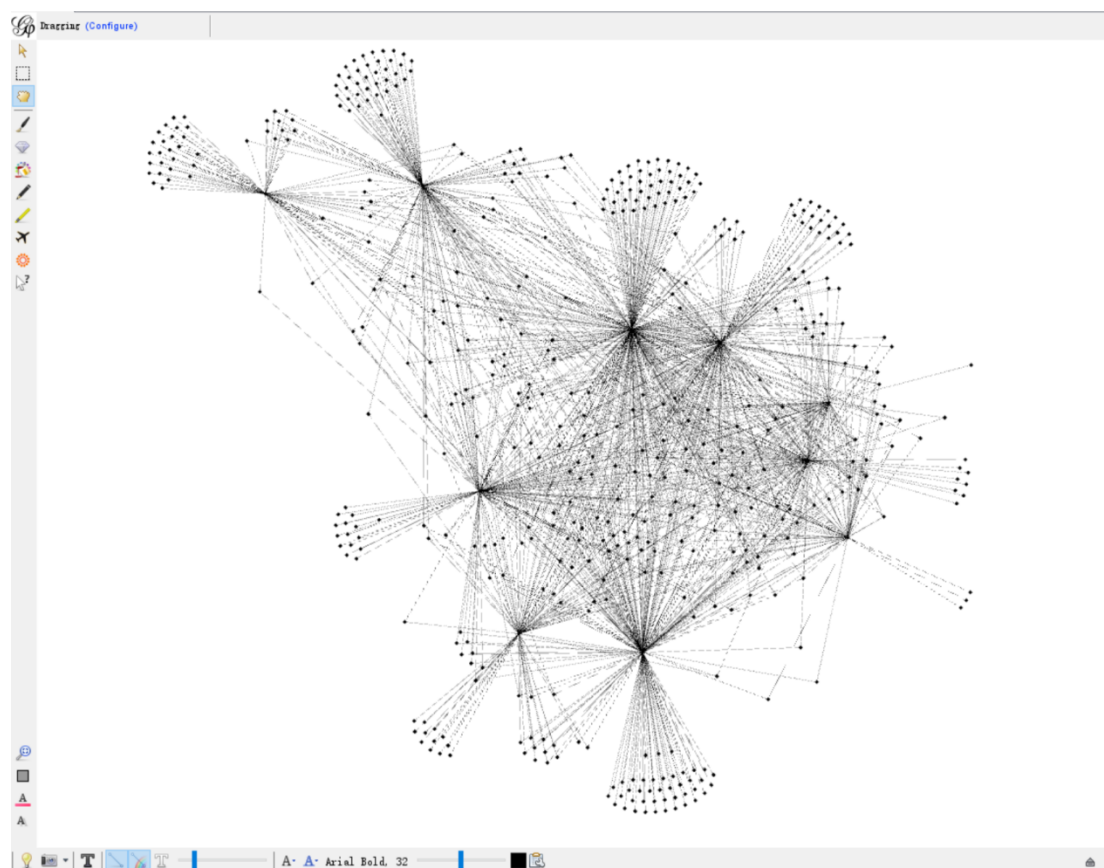 Dragging (Configure)
T T A- A- Arial Bold, 32